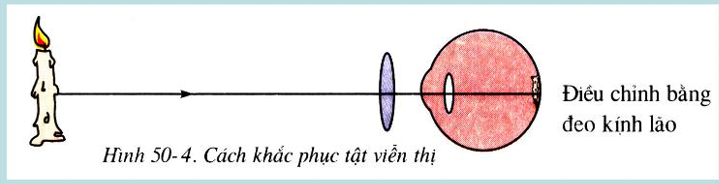 Điều chỉnh bằng
đeo kính lão
Hình 50-4. Cách khắc phục tật viễn thị